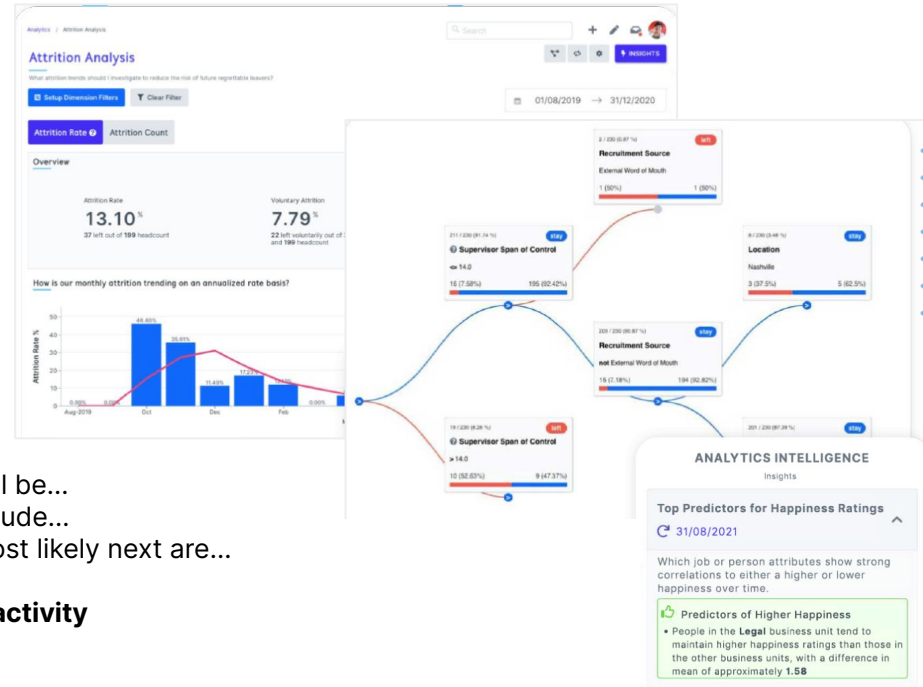 Analytics / Attrition Analysis
Search
Attrition Analysis
What attrition trends should I investigate to reduce the risk of future regrettable leavers?
INSIGHTS
Setup Dimension Filters
Clear Filter
01/08/2019 → 31/12/2020
Attrition Rate
Attrition Count
Overview
Attrition Rate
13.10%
37 left out of 199 headcount
Voluntary Attrition
7.79%
22 left voluntarily out of
and 199 headcount
How is our monthly attrition trending on an annualized rate basis?
Attrition Rate %
50
40
30
20
10
0
0.00%
0.00%
46.40%
35.65%
11.49%
17.23%
0.00%
Aug-2019
Oct
Dec
Feb
2 / 230 (0.87 %)
left
Recruitment Source
External Word of Mouth
1 (50%)
1 (50%)
211 / 230 (91.74 %)
stay
Supervisor Span of Control
<= 14.0
16 (7.58%)
195 (92.42%)
8 / 230 (3.48 %)
stay
Location
Nashville
3 (37.5%)
5 (62.5%)
209 / 230 (90.87 %)
stay
Recruitment Source
not External Word of Mouth
15 (7.18%)
194 (92.82%)
19 / 230 (8.26 %)
left
Supervisor Span of Control
> 14.0
10 (52.63%)
9 (47.37%)
201 / 230 (87.39 %)
stay
l be...
ude...
ost likely next are...
activity
ANALYTICS INTELLIGENCE
Insights
Top Predictors for Happiness Ratings
31/08/2021
Which job or person attributes show strong
correlations to either a higher or lower
happiness over time.
Predictors of Higher Happiness
• People in the Legal business unit tend to
maintain higher happiness ratings than those in
the other business units, with a difference in
mean of approximately 1.58